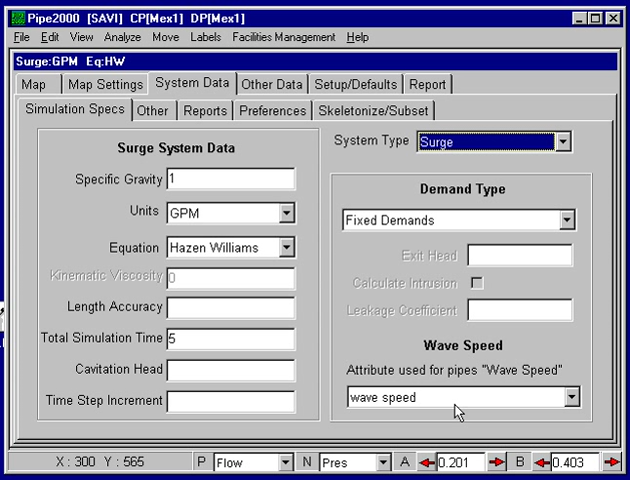 Pipe2000 [SAVI] CP[Mex1] DP[Mex1]
File Edit View Analyze Move Labels Facilities Management Help
Surge:GPM Eq:HW
Map Map Settings System Data Other Data Setup/Defaults Report
Simulation Specs Other Reports Preferences Skeletonize/Subset
Surge System Data
Specific Gravity 1
Units GPM
Equation Hazen Williams
Kinematic Viscosity 0
Length Accuracy
Total Simulation Time 5
Cavitation Head
Time Step Increment
System Type Surge
Demand Type
Fixed Demands
Exit Head
Calculate Intrusion
Leakage Coefficient
Wave Speed
Attribute used for pipes "Wave Speed"
wave speed
X : 300 Y : 565 P Flow N Pres A 0.201 B 0.403